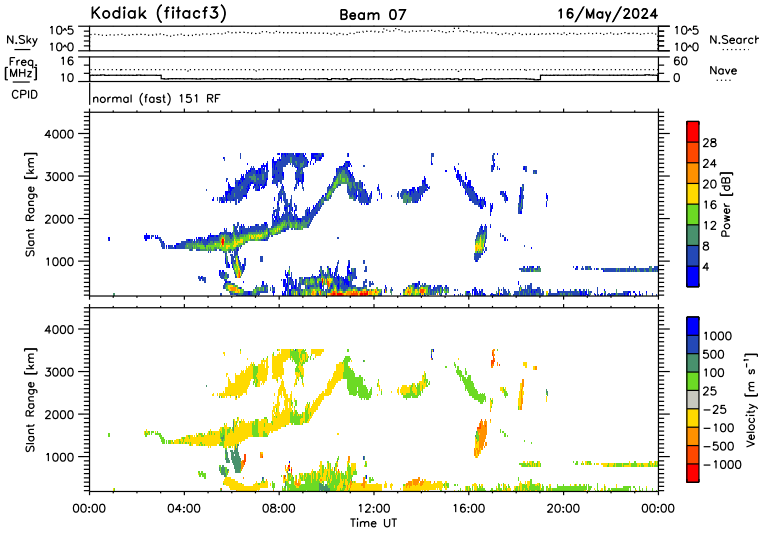 Kodiak (fitacf3) Beam 07 16/May/2024
N.Sky 10^5 10^0 10^5 10^0 N.Search
Freq. [MHz] 16 10 60 0 Nave
CPID normal (fast) 151 RF
Slant Range [km] 4000 3000 2000 1000
28 24 20 16 12 8 4 Power [dB]
Slant Range [km] 4000 3000 2000 1000
1000 500 100 25 -25 -100 -500 -1000 Velocity [m s⁻¹]
00:00 04:00 08:00 12:00 16:00 20:00 00:00
Time UT